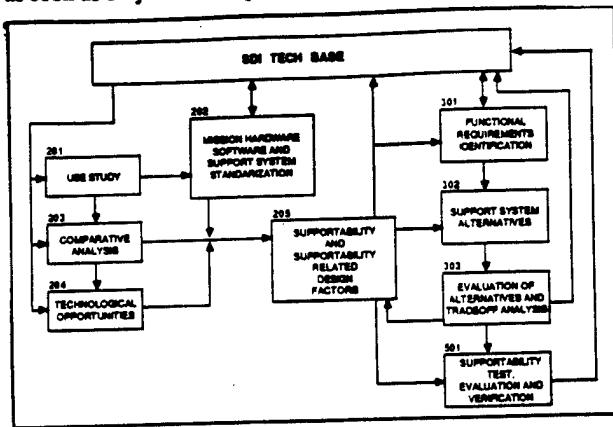 SDI TECH BASE
202
MISSION HARDWARE
SOFTWARE AND
SUPPORT SYSTEM
STANDARIZATION
301
FUNCTIONAL
REQUIREMENTS
IDENTIFICATION
201
USE STUDY
302
SUPPORT SYSTEM
ALTERNATIVES
203
COMPARATIVE
ANALYSIS
205
SUPPORTABILITY
AND
SUPPORTABILITY
RELATED
DESIGN
FACTORS
204
TECHNOLOGICAL
OPPORTUNITIES
303
EVALUATION OF
ALTERNATIVES AND
TRADEOFF ANALYSIS
501
SUPPORTABILITY
TEST,
EVALUATION AND
VERIFICATION